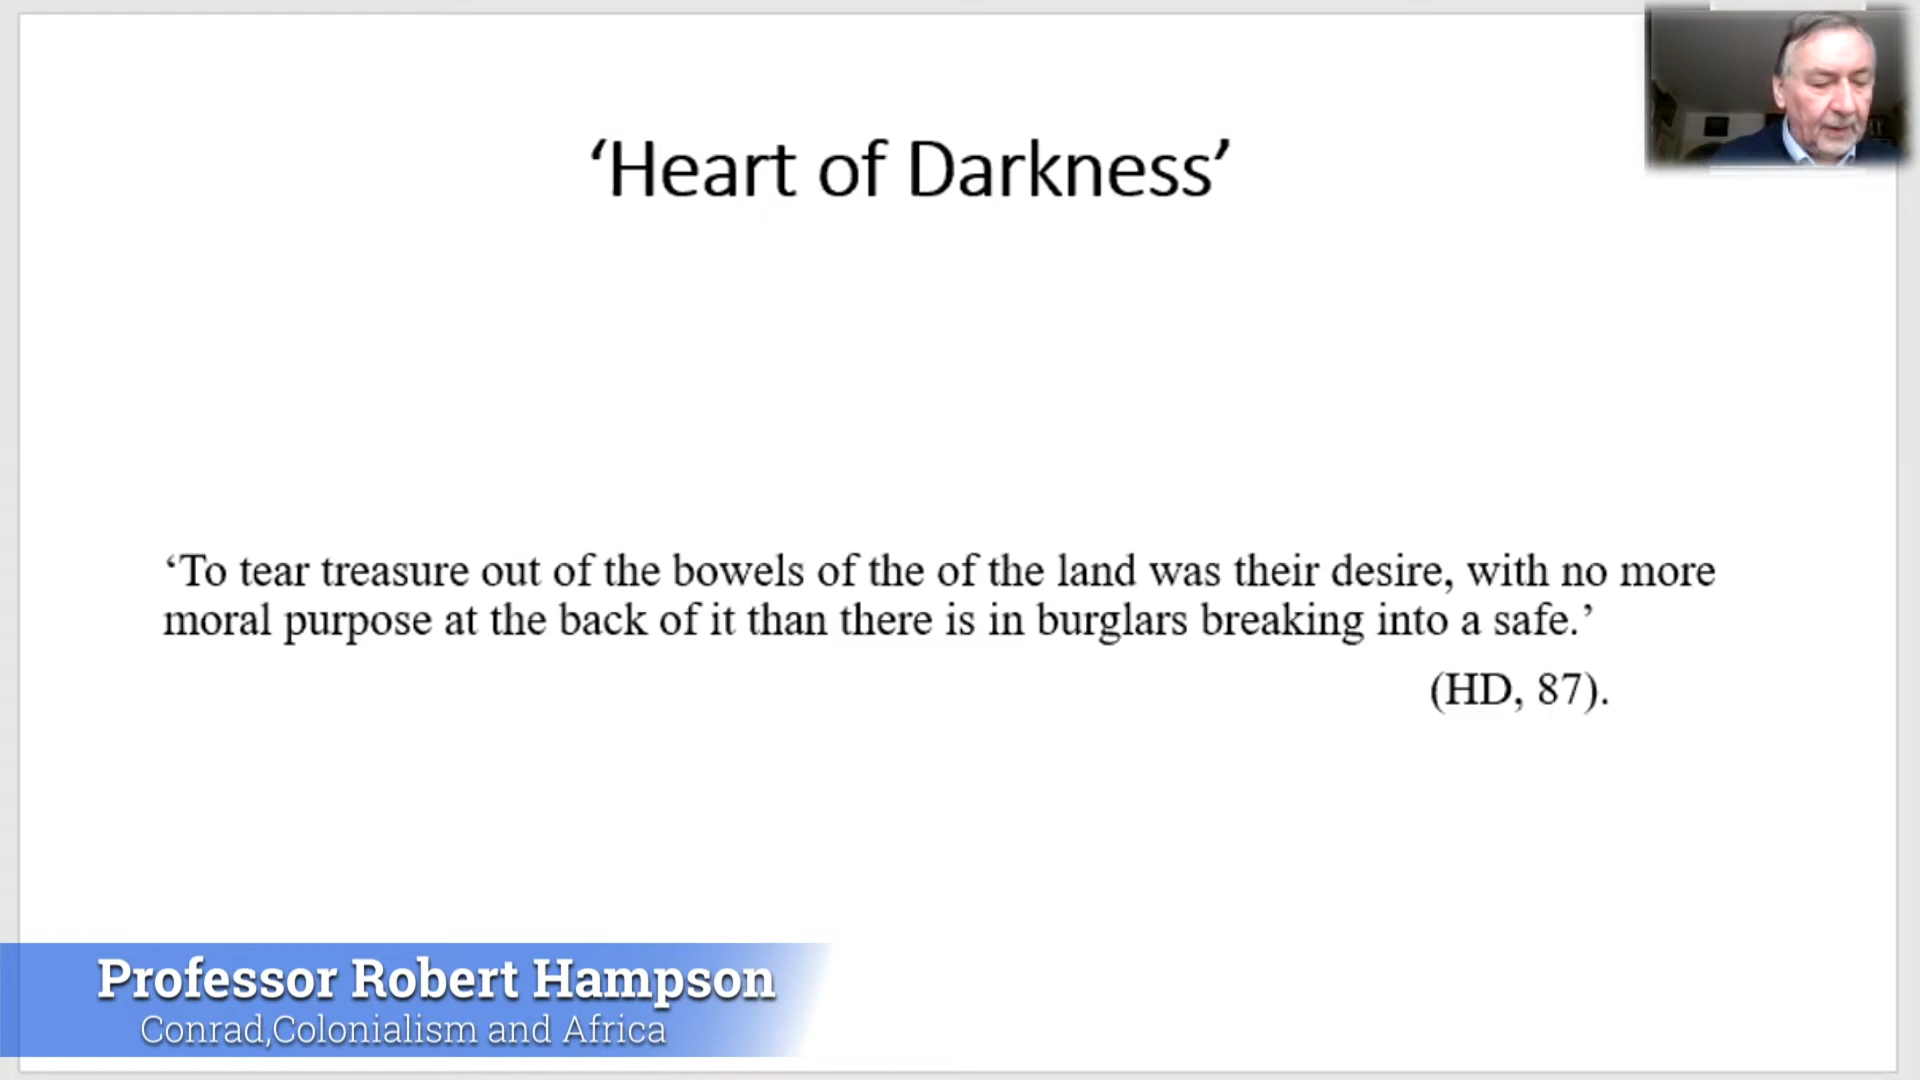 ‘Heart of Darkness’
‘To tear treasure out of the bowels of the of the land was their desire, with no more
moral purpose at the back of it than there is in burglars breaking into a safe.’
(HD, 87).
Professor Robert Hampson
Conrad,Colonialism and Africa